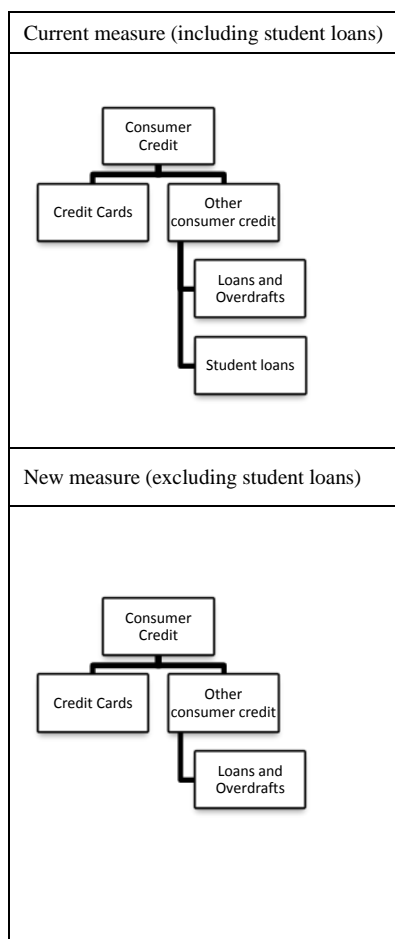 Current measure (including student loans)
Consumer
Credit
Credit Cards
Other
consumer credit
Loans and
Overdrafts
Student loans
New measure (excluding student loans)
Consumer
Credit
Credit Cards
Other
consumer credit
Loans and
Overdrafts